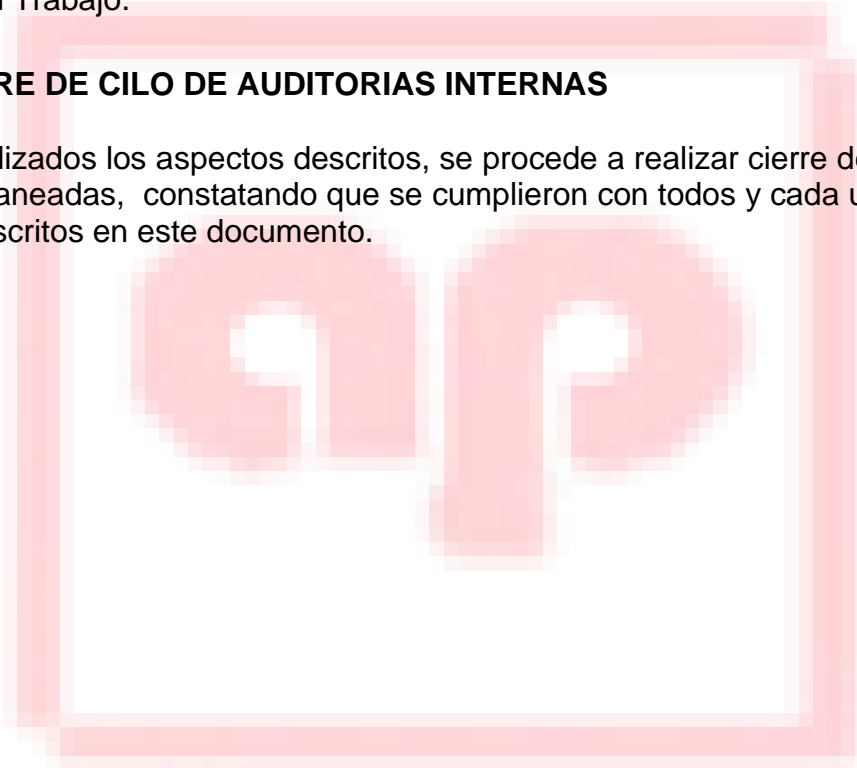 Trabajo.
RE DE CILO DE AUDITORIAS INTERNAS
lizados los aspectos descritos, se procede a realizar cierre de
aneadas, constatando que se cumplieron con todos y cada u
scritos en este documento.